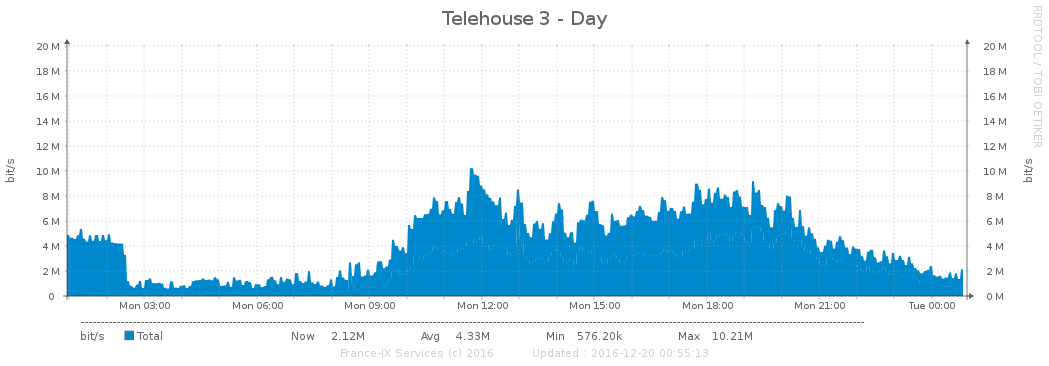 Telehouse 3 - Day
RRDTOOL / TOBI OETIKER
20 M 20 M
18 M 18 M
16 M 16 M
14 M 14 M
12 M 12 M
10 M 10 M
8 M 8 M
6 M 6 M
4 M 4 M
2 M 2 M
0 0 M
bit/s bit/s
Mon 03:00 Mon 06:00 Mon 09:00 Mon 12:00 Mon 15:00 Mon 18:00 Mon 21:00 Tue 00:00
bit/s Total Now 2.12M Avg 4.33M Min 576.20k Max 10.21M
France-IX Services (c) 2016 Updated : 2016-12-20 00:55:13